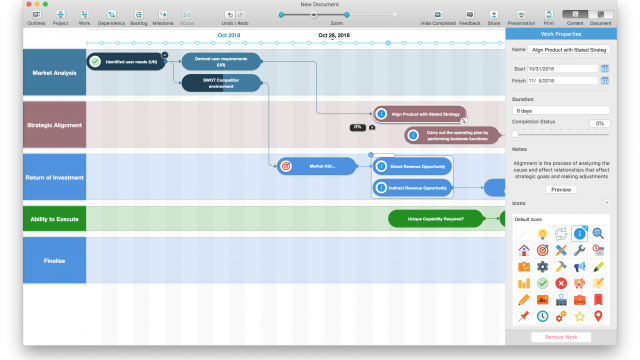 New Document
Outlines
Project
Work
Dependency
Backlog
Milestone
Scope
Undo
Redo
Zoom
Hide Completed
Feedback
Share
Presentation
Print
Content
Document
Oct 2018
Oct 28, 2018
Market Analysis
Identified user needs (UN)
Derived user requirements
(UR)
SWOT Competitor
environment
Strategic Alignment
Align Product with Stated Strategy
0%
Carry out the operating plan by
performing business functions
Return of Investment
Market Attr...
Direct Revenue Opportunity
Indirect Revenue Opportunity
Ability to Execute
Unique Capability Required?
Finalise
Work Properties
Name
Align Product with Stated Strateg
Start
10/31/2018
Finish
11/ 5/2018
Duration
6 days
Completion Status
0%
Notes
Alignment is the process of analyzing the
cause and effect relationships that effect
strategic goals and making adjustments
Preview
Icons
Default Icons
Remove Work